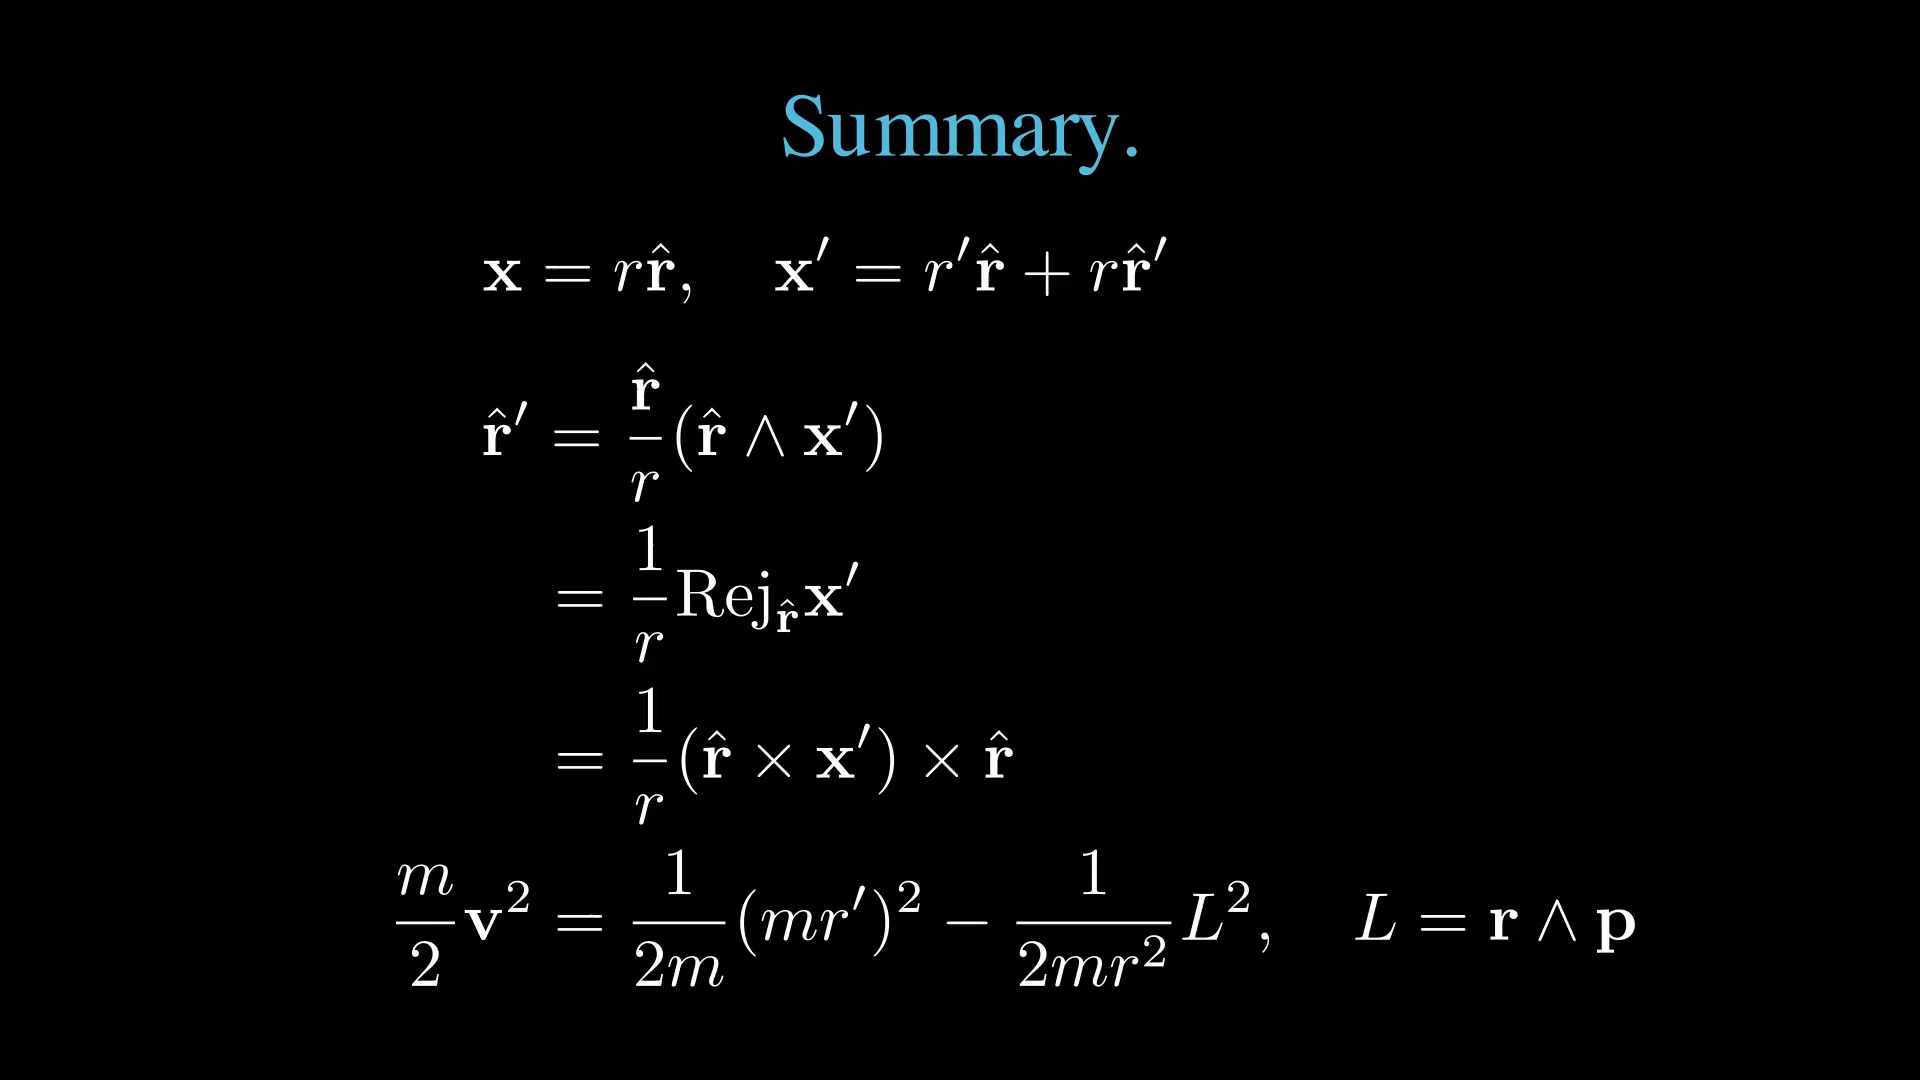 Summary.
𝐱 = r𝐫̂, 𝐱′ = r′𝐫̂ + r𝐫̂′
𝐫̂′ = 𝐫̂/r (𝐫̂ ∧ 𝐱′)
= 1/r Rej_𝐫̂ 𝐱′
= 1/r (𝐫̂ × 𝐱′) × 𝐫̂
m/2 𝐯² = 1/2m (mr′)² − 1/2mr² L², L = 𝐫 ∧ 𝐩